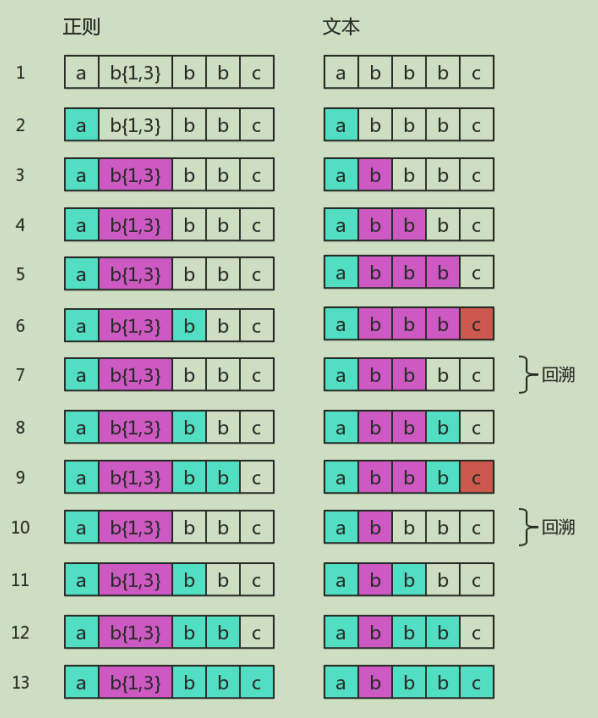 正则 文本
1 a b{1,3} b b c a b b b c
2 a b{1,3} b b c a b b b c
3 a b{1,3} b b c a b b b c
4 a b{1,3} b b c a b b b c
5 a b{1,3} b b c a b b b c
6 a b{1,3} b b c a b b b c
7 a b{1,3} b b c a b b b c 回溯
8 a b{1,3} b b c a b b b c
9 a b{1,3} b b c a b b b c
10 a b{1,3} b b c a b b b c 回溯
11 a b{1,3} b b c a b b b c
12 a b{1,3} b b c a b b b c
13 a b{1,3} b b c a b b b c